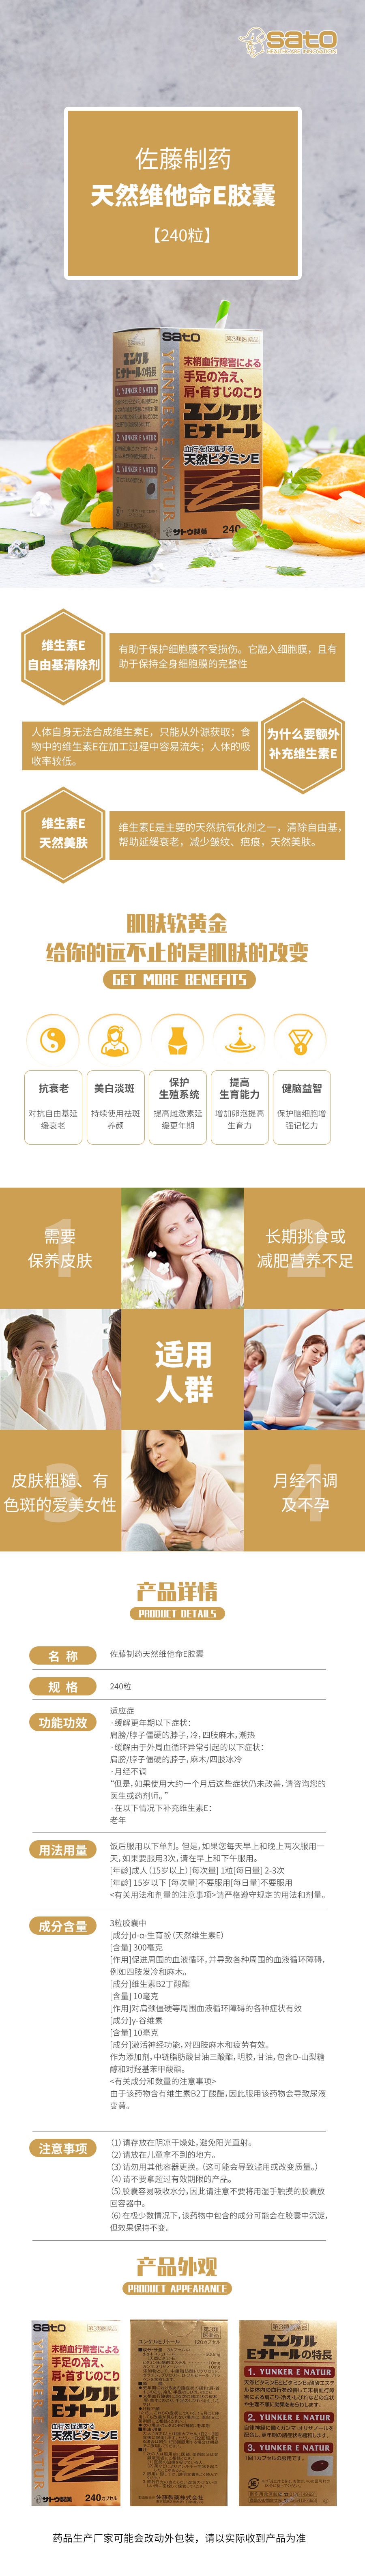 sato
HEALTHCARE INNOVATION
佐藤制药
天然维他命E胶囊
【240粒】
sato
第3類医薬品
ユンケル
Eナトールの特長
1. YUNKER E NATUR
2. YUNKER E NATUR
3. YUNKER E NATUR
YUNKER E NATUR
末梢血行障害による
手足の冷え、
肩・首すじのこり
ユンケル
Eナトール
血行を促進する
天然ビタミンE
サトウ製薬
240
维生素E
自由基清除剂
有助于保护细胞膜不受损伤。它融入细胞膜，且有
助于保持全身细胞膜的完整性
人体自身无法合成维生素E，只能从外源获取；食
物中的维生素E在加工过程中容易流失；人体的吸
收率较低。
为什么要额外
补充维生素E
维生素E
天然美肤
维生素E是主要的天然抗氧化剂之一，清除自由基，
帮助延缓衰老，减少皱纹、疤痕，天然美肤。
肌肤软黄金
给你的远不止的是肌肤的改变
GET MORE BENEFITS
抗衰老
对抗自由基延
缓衰老
美白淡斑
持续使用祛斑
养颜
保护
生殖系统
提高雌激素延
缓更年期
提高
生育能力
增加卵泡提高
生育力
健脑益智
保护脑细胞增
强记忆力
1
需要
保养皮肤
2
长期挑食或
减肥营养不足
适用
人群
3
皮肤粗糙、有
色斑的爱美女性
4
月经不调
及不孕
产品详情
PRODUCT DETAILS
名 称
佐藤制药天然维他命E胶囊
规 格
240粒
功能功效
适应症
·缓解更年期以下症状：
肩膀/脖子僵硬的脖子，冷，四肢麻木，潮热
·缓解由于外周血循环异常引起的以下症状：
肩膀/脖子僵硬的脖子，麻木/四肢冰冷
·月经不调
“但是，如果使用大约一个月后这些症状仍未改善，请咨询您的
医生或药剂师。”
·在以下情况下补充维生素E：
老年
用法用量
饭后服用以下单剂。但是，如果您每天早上和晚上两次服用一
天，如果要服用3次，请在早上和下午服用。
[年龄]成人（15岁以上）[每次量] 1粒[每日量] 2-3次
[年龄] 15岁以下 [每次量]不要服用[每日量]不要服用
<有关用法和剂量的注意事项>请严格遵守规定的用法和剂量。
成分含量
3粒胶囊中
[成分]d-α-生育酚（天然维生素E）
[含量] 300毫克
[作用]促进周围的血液循环，并导致各种周围的血液循环障碍，
例如四肢发冷和麻木。
[成分]维生素B2丁酸酯
[含量] 10毫克
[作用]对肩颈僵硬等周围血液循环障碍的各种症状有效
[成分]γ-谷维素
[含量] 10毫克
[成分]激活神经功能，对四肢麻木和疲劳有效。
作为添加剂，中链脂肪酸甘油三酸酯，明胶，甘油，包含D-山梨糖
醇和对羟基苯甲酸酯。
<有关成分和数量的注意事项>
由于该药物含有维生素B2丁酸酯，因此服用该药物会导致尿液
变黄。
注意事项
（1）请存放在阴凉干燥处，避免阳光直射。
（2）请放在儿童拿不到的地方。
（3）请勿用其他容器更换。（这可能会导致滥用或改变质量。）
（4）请不要拿超过有效期限的产品。
（5）胶囊容易吸收水分，因此请注意不要将用湿手触摸的胶囊放
回容器中。
（6）在极少数情况下，该药物中包含的成分可能会在胶囊中沉淀，
但效果保持不变。
产品外观
PRODUCT APPEARANCE
sato
第3類医薬品
YUNKER E NATUR
末梢血行障害による
手足の冷え、
肩・首すじのこり
ユンケル
Eナトール
血行を促進する
天然ビタミンE
サトウ製薬
240カプセル
ユンケルEナトール
佐藤製薬株式会社
第3類医薬品
ユンケル
Eナトールの特長
1. YUNKER E NATUR
2. YUNKER E NATUR
3. YUNKER E NATUR
药品生产厂家可能会改动外包装，请以实际收到产品为准